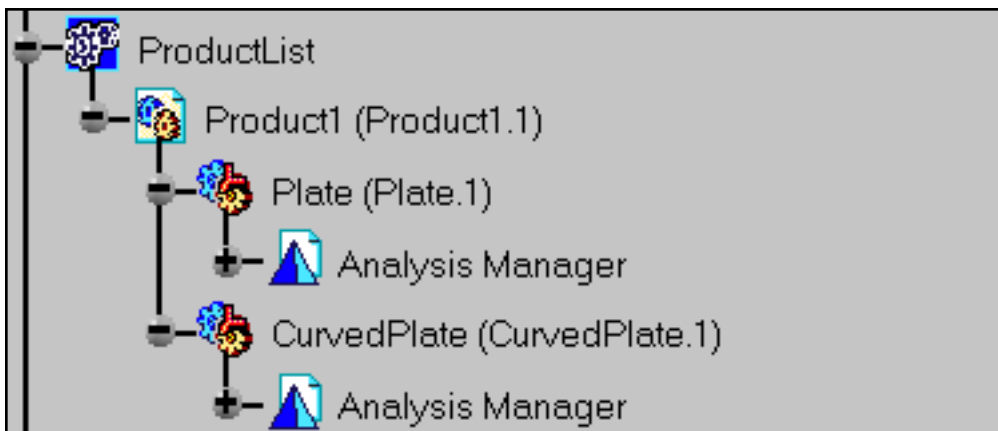 ProductList
Product1 (Product1.1)
Plate (Plate.1)
Analysis Manager
CurvedPlate (CurvedPlate.1)
Analysis Manager